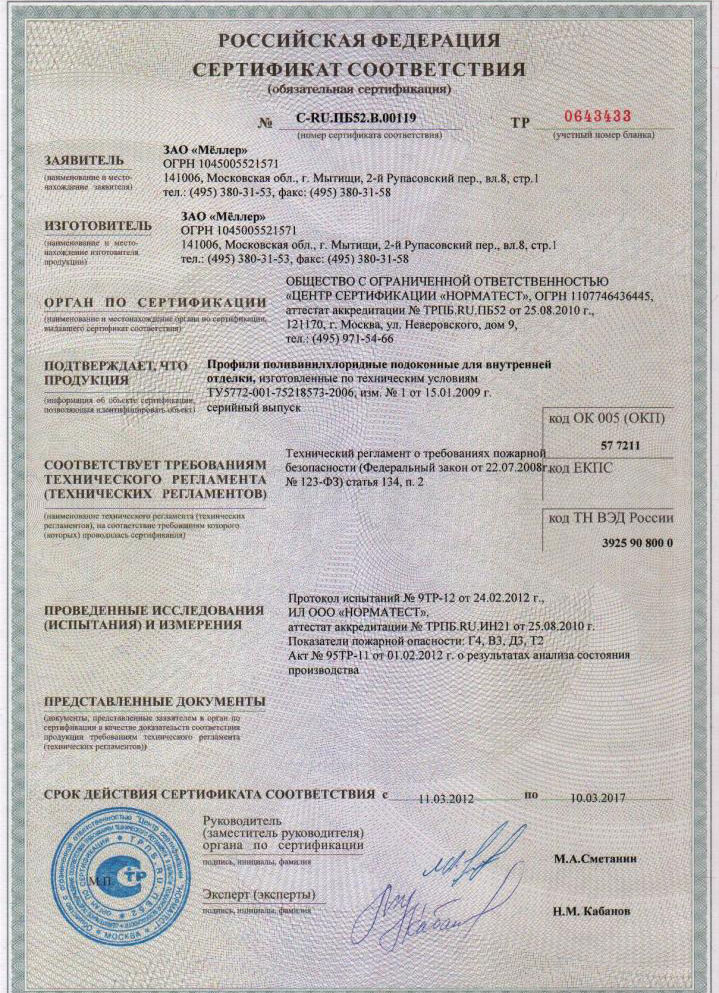 РОССИЙСКАЯ ФЕДЕРАЦИЯ
СЕРТИФИКАТ СООТВЕТСТВИЯ
(обязательная сертификация)
№ С-RU.ПБ52.В.00119 ТР 0643433
(номер сертификата соответствия) (учетный номер бланка)
ЗАЯВИТЕЛЬ
(наименование и место-
нахождение заявителя)
ЗАО «Мёллер»
ОГРН 1045005521571
141006, Московская обл., г. Мытищи, 2-й Рупасовский пер., вл.8, стр.1
тел.: (495) 380-31-53, факс: (495) 380-31-58
ИЗГОТОВИТЕЛЬ
(наименование и место-
нахождение изготовителя
продукции)
ЗАО «Мёллер»
ОГРН 1045005521571
141006, Московская обл., г. Мытищи, 2-й Рупасовский пер., вл.8, стр.1
тел.: (495) 380-31-53, факс: (495) 380-31-58
ОРГАН ПО СЕРТИФИКАЦИИ
(наименование и местонахождение органа по сертификации,
выдавшего сертификат соответствия)
ОБЩЕСТВО С ОГРАНИЧЕННОЙ ОТВЕТСТВЕННОСТЬЮ
«ЦЕНТР СЕРТИФИКАЦИИ «НОРМАТЕСТ», ОГРН 1107746436445,
аттестат аккредитации № ТРПБ.RU.ПБ52 от 25.08.2010 г.,
121170, г. Москва, ул. Неверовского, дом 9,
тел.: (495) 971-54-66
ПОДТВЕРЖДАЕТ, ЧТО
ПРОДУКЦИЯ
(информация об объекте сертификации,
позволяющая идентифицировать объект)
Профили поливинилхлоридные подоконные для внутренней
отделки, изготовленные по техническим условиям
ТУ5772-001-75218573-2006, изм. № 1 от 15.01.2009 г.
серийный выпуск
код ОК 005 (ОКП)
57 7211
СООТВЕТСТВУЕТ ТРЕБОВАНИЯМ
ТЕХНИЧЕСКОГО РЕГЛАМЕНТА
(ТЕХНИЧЕСКИХ РЕГЛАМЕНТОВ)
(наименование технического регламента (технических
регламентов), на соответствие требованиям которого
(которых) проводилась сертификация)
Технический регламент о требованиях пожарной
безопасности (Федеральный закон от 22.07.2008г.
№ 123-ФЗ) статья 134, п. 2
код ЕКПС
код ТН ВЭД России
3925 90 800 0
ПРОВЕДЕННЫЕ ИССЛЕДОВАНИЯ
(ИСПЫТАНИЯ) И ИЗМЕРЕНИЯ
Протокол испытаний № 9ТР-12 от 24.02.2012 г.,
ИЛ ООО «НОРМАТЕСТ»,
аттестат аккредитации № ТРПБ.RU.ИН21 от 25.08.2010 г.
Показатели пожарной опасности: Г4, В3, Д3, Т2
Акт № 95ТР-11 от 01.02.2012 г. о результатах анализа состояния
производства
ПРЕДСТАВЛЕННЫЕ ДОКУМЕНТЫ
(документы, представленные заявителем в орган по
сертификации в качестве доказательств соответствия
продукции требованиям технического регламента
(технических регламентов))
СРОК ДЕЙСТВИЯ СЕРТИФИКАТА СООТВЕТСТВИЯ с 11.03.2012 по 10.03.2017
Руководитель
(заместитель руководителя)
органа по сертификации
подпись, инициалы, фамилия
М.А.Сметанин
М.П.
Эксперт (эксперты)
подпись, инициалы, фамилия
Н.М. Кабанов
ТРПБ.RU.ПБ52
МОСКВА